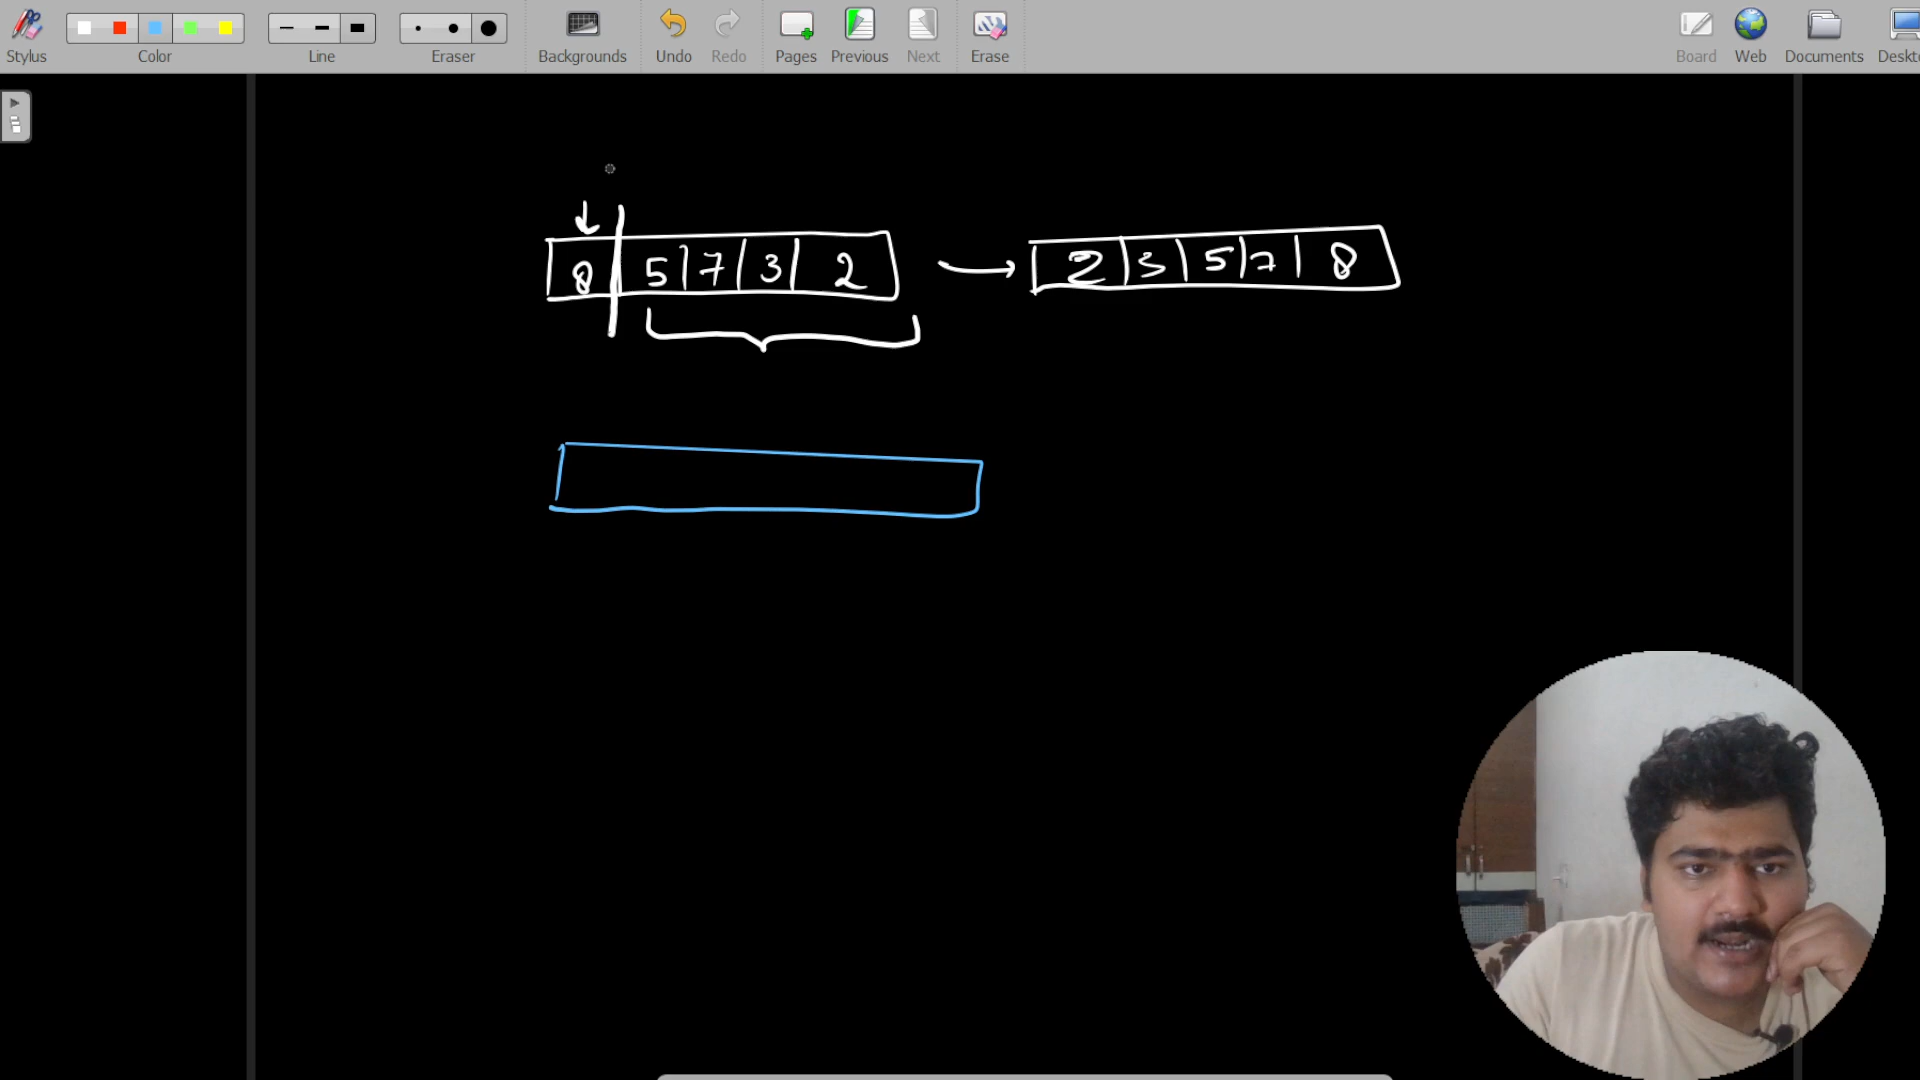 Stylus Color Line Eraser Backgrounds Undo Redo Pages Previous Next Erase Board Web Documents Deskto
8 5 7 3 2 → 2 3 5 7 8